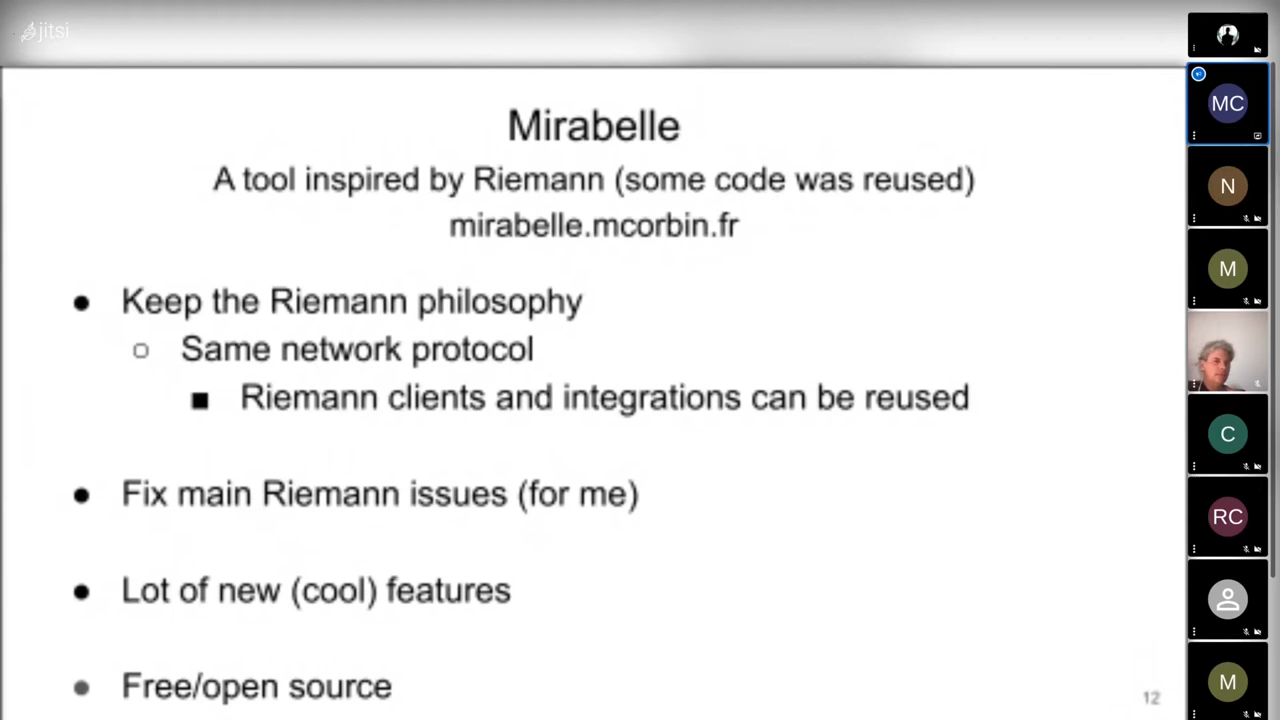 jitsi
Mirabelle
A tool inspired by Riemann (some code was reused)
mirabelle.mcorbin.fr
● Keep the Riemann philosophy
○ Same network protocol
■ Riemann clients and integrations can be reused
● Fix main Riemann issues (for me)
● Lot of new (cool) features
● Free/open source
12
MC
N
M
C
RC
M